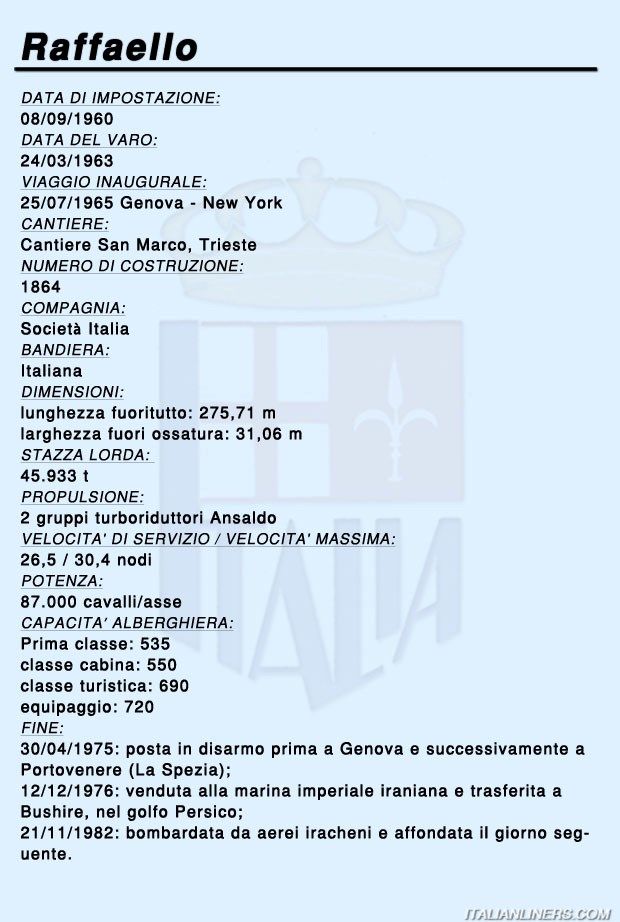 Raffaello
DATA DI IMPOSTAZIONE:
08/09/1960
DATA DEL VARO:
24/03/1963
VIAGGIO INAUGURALE:
25/07/1965 Genova - New York
CANTIERE:
Cantiere San Marco, Trieste
NUMERO DI COSTRUZIONE:
1864
COMPAGNIA:
Società Italia
BANDIERA:
Italiana
DIMENSIONI:
lunghezza fuoritutto: 275,71 m
larghezza fuori ossatura: 31,06 m
STAZZA LORDA:
45.933 t
PROPULSIONE:
2 gruppi turboriduttori Ansaldo
VELOCITA' DI SERVIZIO / VELOCITA' MASSIMA:
26,5 / 30,4 nodi
POTENZA:
87.000 cavalli/asse
CAPACITA' ALBERGHIERA:
Prima classe: 535
classe cabina: 550
classe turistica: 690
equipaggio: 720
FINE:
30/04/1975: posta in disarmo prima a Genova e successivamente a
Portovenere (La Spezia);
12/12/1976: venduta alla marina imperiale iraniana e trasferita a
Bushire, nel golfo Persico;
21/11/1982: bombardata da aerei iracheni e affondata il giorno seg-
uente.
ITALIA
ITALIANLINERS.COM